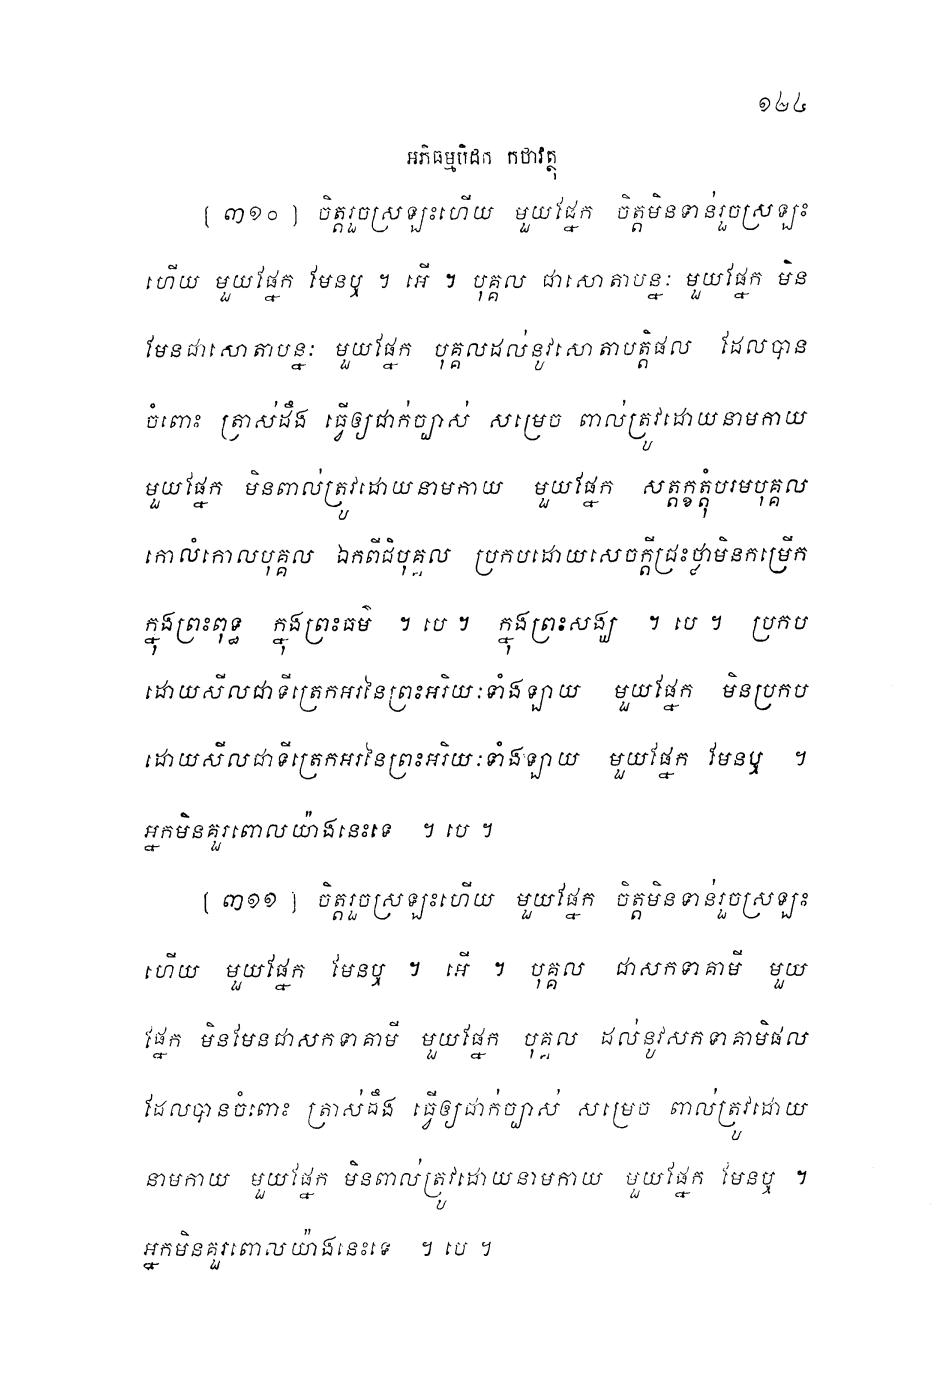 ១៤៤
អភិធម្មបិដក កថាវត្ថុ
[ ៣១០ ] ចិត្តរួចស្រឡះហើយ មួយផ្នែក ចិត្តមិនទាន់រួចស្រឡះ
ហើយ មួយផ្នែក មែនឬ ។ អើ ។ បុគ្គល ជាសោតាបន្នៈ មួយផ្នែក មិន
មែនជាសោតាបន្នៈ មួយផ្នែក បុគ្គលដល់នូវសោតាបត្តិផល ដែលបាន
ចំពោះ ត្រាស់ដឹង ធ្វើឲ្យជាក់ច្បាស់ សម្រេច ពាល់ត្រូវដោយនាមកាយ
មួយផ្នែក មិនពាល់ត្រូវដោយនាមកាយ មួយផ្នែក សត្តក្ខត្តុំបរមបុគ្គល
កោលំកោលបុគ្គល ឯកពីជិបុគ្គល ប្រកបដោយសេចក្តីជ្រះថ្លាមិនកម្រើក
ក្នុងព្រះពុទ្ធ ក្នុងព្រះធម៌ ។ បេ ។ ក្នុងព្រះសង្ឃ ។ បេ ។ ប្រកប
ដោយសីលជាទីត្រេកអរនៃព្រះអរិយៈទាំងឡាយ មួយផ្នែក មិនប្រកប
ដោយសីលជាទីត្រេកអរនៃព្រះអរិយៈទាំងឡាយ មួយផ្នែក មែនឬ ។
អ្នកមិនគួរពោលយ៉ាងនេះទេ ។ បេ ។
[ ៣១១ ] ចិត្តរួចស្រឡះហើយ មួយផ្នែក ចិត្តមិនទាន់រួចស្រឡះ
ហើយ មួយផ្នែក មែនឬ ។ អើ ។ បុគ្គល ជាសកទាគាមី មួយ
ផ្នែក មិនមែនជាសកទាគាមី មួយផ្នែក បុគ្គល ដល់នូវសកទាគាមិផល
ដែលបានចំពោះ ត្រាស់ដឹង ធ្វើឲ្យជាក់ច្បាស់ សម្រេច ពាល់ត្រូវដោយ
នាមកាយ មួយផ្នែក មិនពាល់ត្រូវដោយនាមកាយ មួយផ្នែក មែនឬ ។
អ្នកមិនគួរពោលយ៉ាងនេះទេ ។ បេ ។